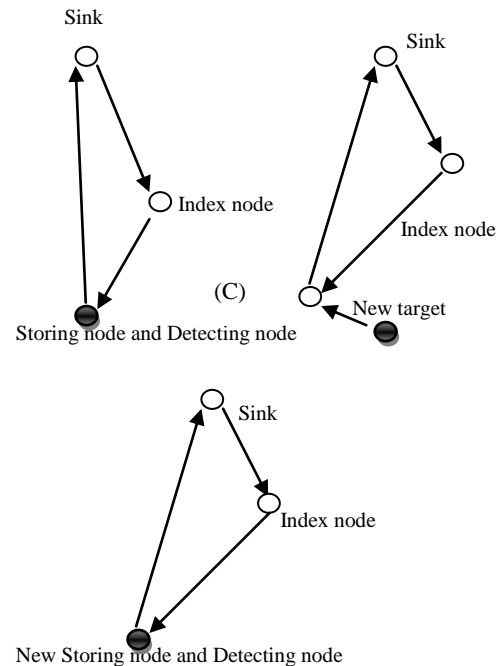 Sink
Sink
Index node
Index node
(C)
New target
Storing node and Detecting node
Sink
Index node
New Storing node and Detecting node